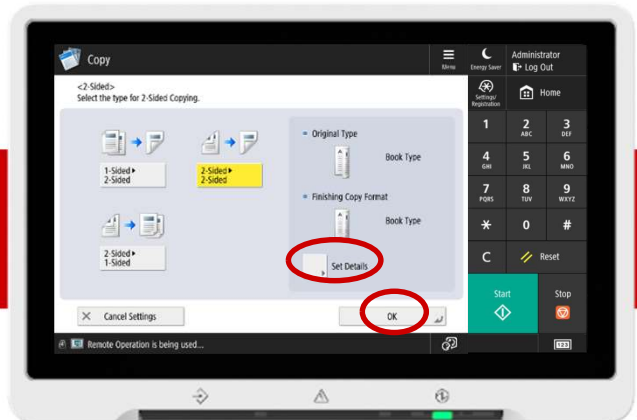 Copy
Menu
Energy Saver
Administrator
Log Out
<2-Sided>
Select the type for 2-Sided Copying.
Settings/
Registration
Home
1-Sided
2-Sided
2-Sided
2-Sided
2-Sided
1-Sided
Original Type
Book Type
Finishing Copy Format
Book Type
Set Details
Cancel Settings
OK
1
2
ABC
3
DEF
4
GHI
5
JKL
6
MNO
7
PQRS
8
TUV
9
WXYZ
*
0
#
C
Reset
Start
Stop
Remote Operation is being used...
123